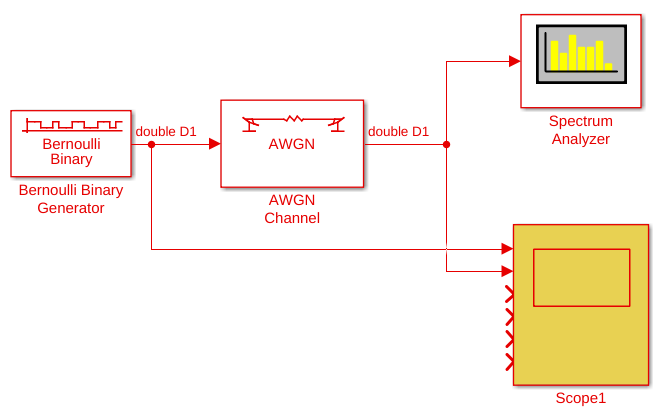 Bernoulli
Binary
Bernoulli Binary
Generator
double D1
AWGN
AWGN
Channel
double D1
Spectrum
Analyzer
Scope1